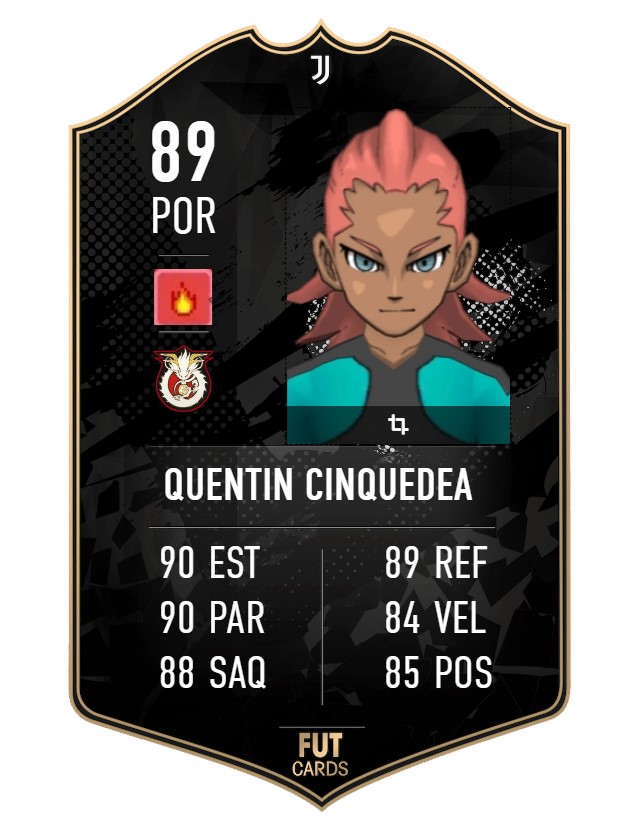 89
POR
QUENTIN CINQUEDEA
90 EST
89 REF
90 PAR
84 VEL
88 SAQ
85 POS
FUT
CARDS